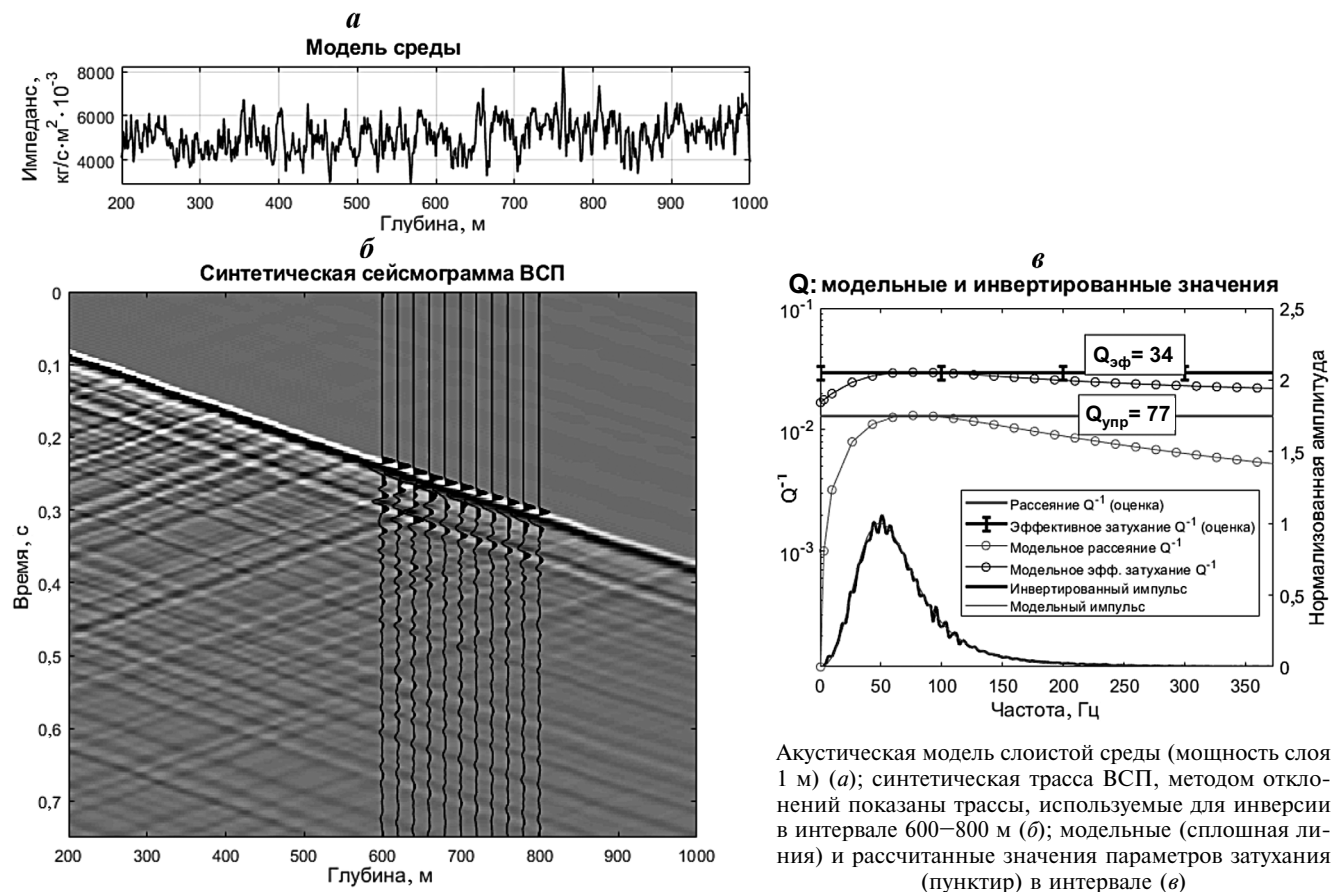 а
Модель среды
Импеданс,
кг/с·м² · 10⁻³
8000
6000
4000
200 300 400 500 600 700 800 900 1000
Глубина, м
б
Синтетическая сейсмограмма ВСП
Время, с
0
0,1
0,2
0,3
0,4
0,5
0,6
0,7
200 300 400 500 600 700 800 900 1000
Глубина, м
в
Q: модельные и инвертированные значения
Q⁻¹
10⁻¹
10⁻²
10⁻³
Qэф= 34
Qупр= 77
Рассеяние Q⁻¹ (оценка)
Эффективное затухание Q⁻¹ (оценка)
Модельное рассеяние Q⁻¹
Модельное эфф. затухание Q⁻¹
Инвертированный импульс
Модельный импульс
2,5
2
1,5
1
0,5
0
Нормализованная амплитуда
0 50 100 150 200 250 300 350
Частота, Гц
Акустическая модель слоистой среды (мощность слоя
1 м) (а); синтетическая трасса ВСП, методом откло-
нений показаны трассы, используемые для инверсии
в интервале 600−800 м (б); модельные (сплошная ли-
ния) и рассчитанные значения параметров затухания
(пунктир) в интервале (в)